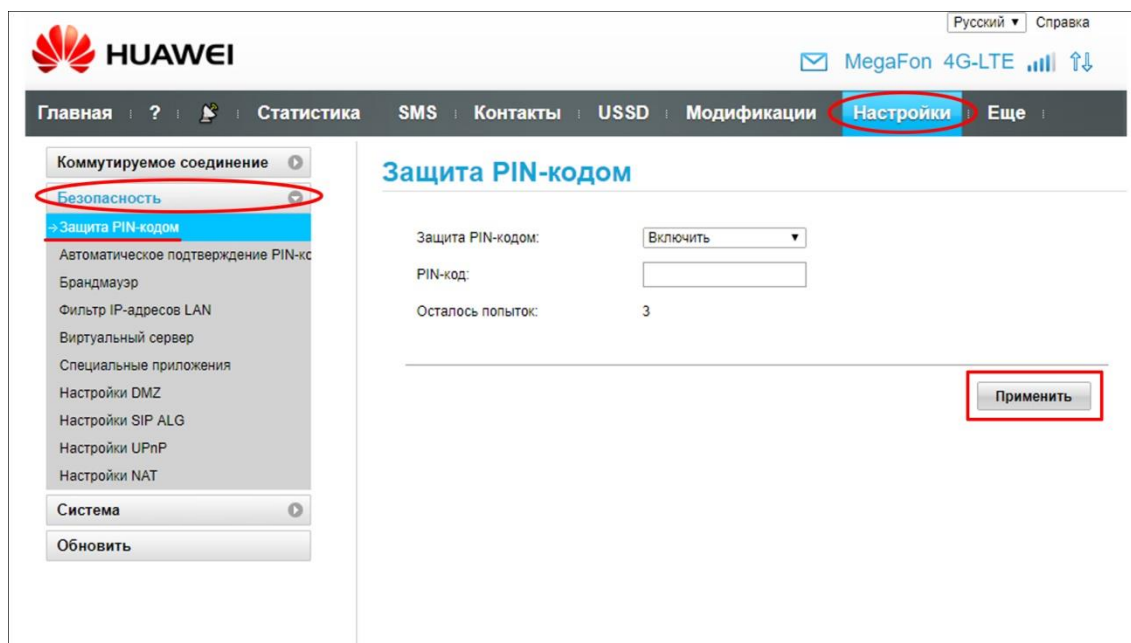 Русский ▼ Справка
HUAWEI
MegaFon 4G-LTE
Главная ? Статистика SMS Контакты USSD Модификации Настройки Еще
Коммутируемое соединение
Безопасность
→Защита PIN-кодом
Автоматическое подтверждение PIN-кс
Брандмауэр
Фильтр IP-адресов LAN
Виртуальный сервер
Специальные приложения
Настройки DMZ
Настройки SIP ALG
Настройки UPnP
Настройки NAT
Система
Обновить
Защита PIN-кодом
Защита PIN-кодом: Включить ▼
PIN-код:
Осталось попыток: 3
Применить